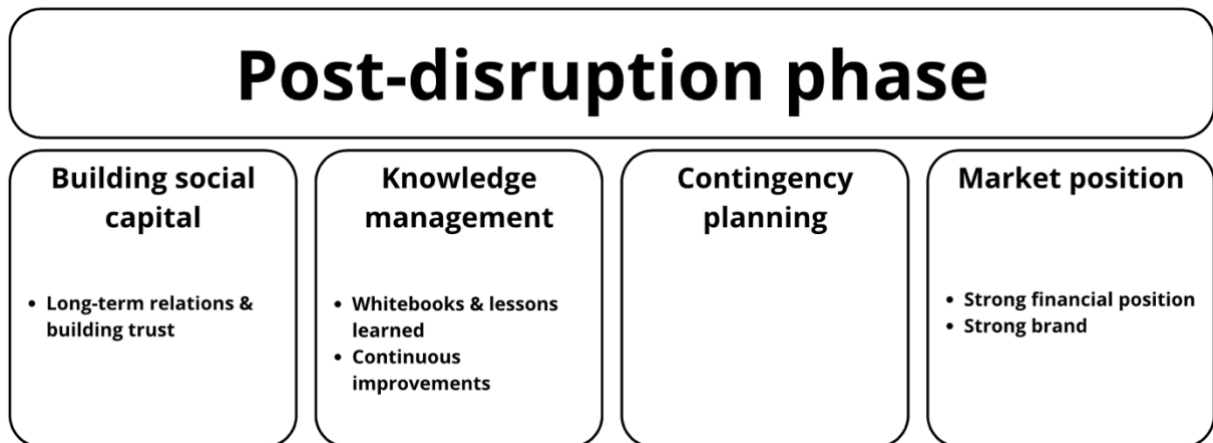 Post-disruption phase
Building social
capital
• Long-term relations &
building trust
Knowledge
management
• Whitebooks & lessons
learned
• Continuous
improvements
Contingency
planning
Market position
• Strong financial position
• Strong brand